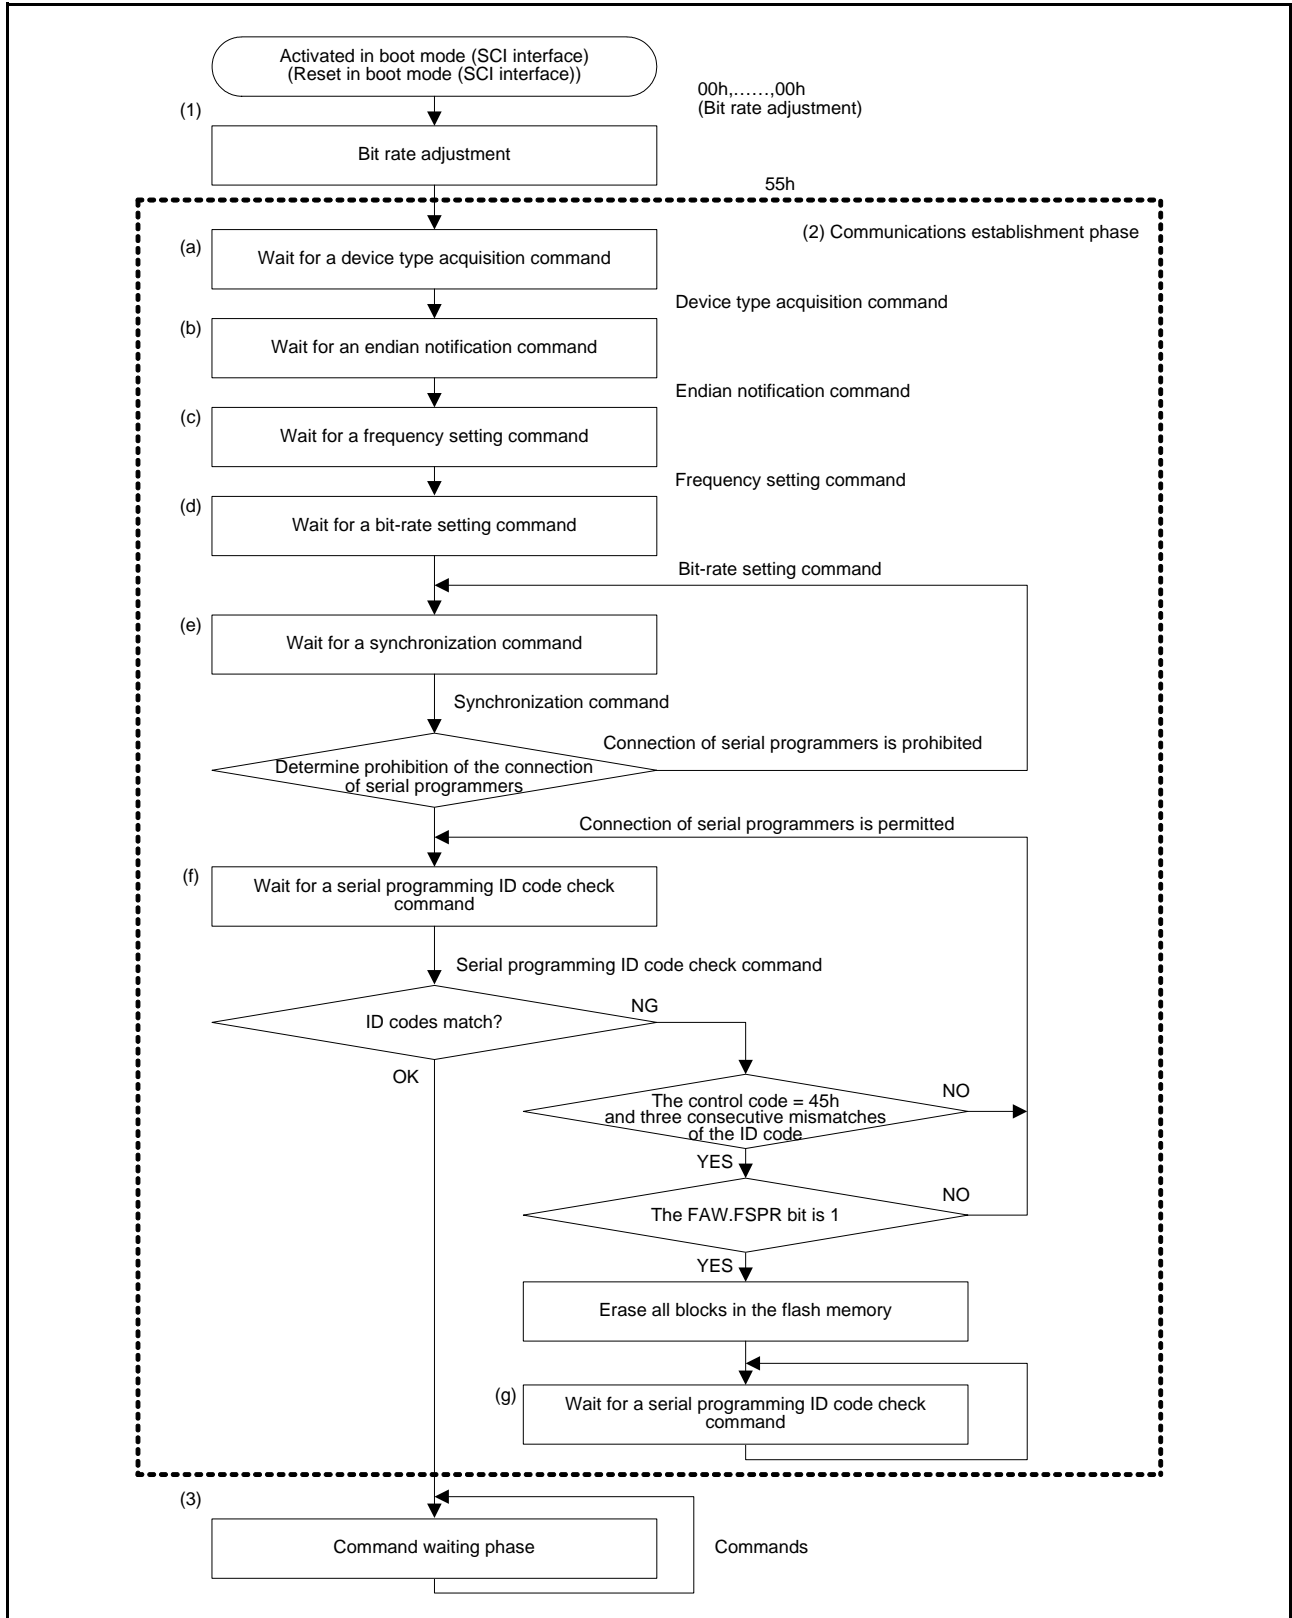 Activated in boot mode (SCI interface)
(Reset in boot mode (SCI interface))
00h,……,00h
(Bit rate adjustment)
(1)
Bit rate adjustment
55h
(2) Communications establishment phase
(a)
Wait for a device type acquisition command
Device type acquisition command
(b)
Wait for an endian notification command
Endian notification command
(c)
Wait for a frequency setting command
Frequency setting command
(d)
Wait for a bit-rate setting command
Bit-rate setting command
(e)
Wait for a synchronization command
Synchronization command
Connection of serial programmers is prohibited
Determine prohibition of the connection
of serial programmers
Connection of serial programmers is permitted
(f)
Wait for a serial programming ID code check
command
Serial programming ID code check command
NG
ID codes match?
OK
NO
The control code = 45h
and three consecutive mismatches
of the ID code
YES
NO
The FAW.FSPR bit is 1
YES
Erase all blocks in the flash memory
(g)
Wait for a serial programming ID code check
command
(3)
Command waiting phase
Commands